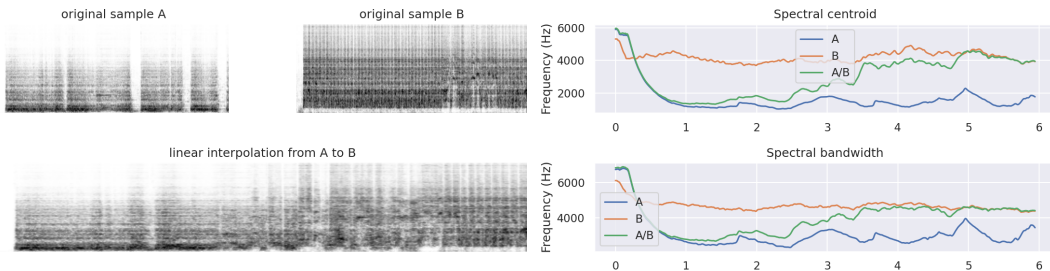 original sample A
original sample B
linear interpolation from A to B
Spectral centroid
Frequency (Hz)
6000
4000
2000
A
B
A/B
0 1 2 3 4 5 6
Spectral bandwidth
Frequency (Hz)
6000
4000
A
B
A/B
0 1 2 3 4 5 6